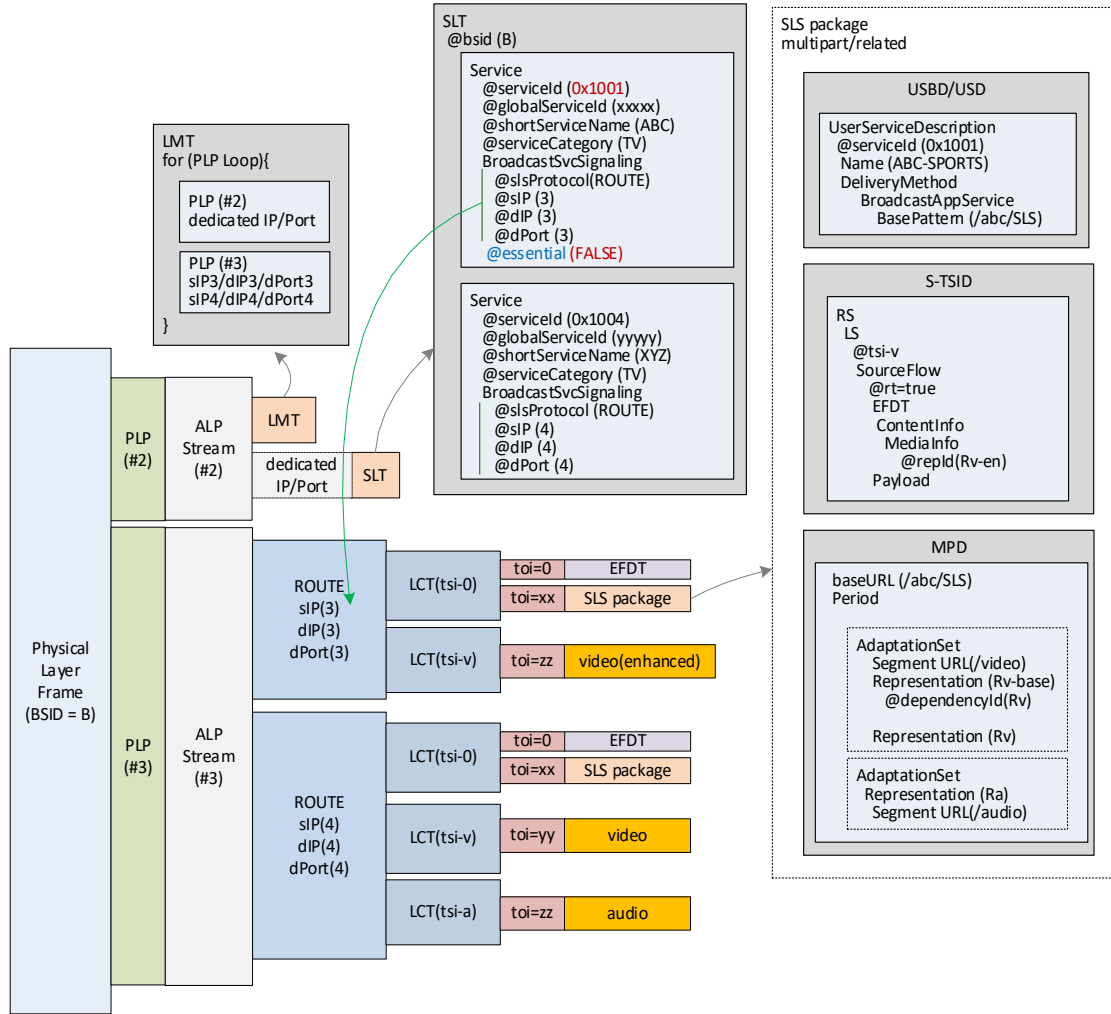 SLT
@bsid (B)
Service
@serviceId (0x1001)
@globalServiceId (xxxxx)
@shortServiceName (ABC)
@serviceCategory (TV)
BroadcastSvcSignaling
@slsProtocol(ROUTE)
@sIP (3)
@dIP (3)
@dPort (3)
@essential (FALSE)
Service
@serviceId (0x1004)
@globalServiceId (yyyyy)
@shortServiceName (XYZ)
@serviceCategory (TV)
BroadcastSvcSignaling
@slsProtocol (ROUTE)
@sIP (4)
@dIP (4)
@dPort (4)
LMT
for (PLP Loop){
PLP (#2)
dedicated IP/Port
PLP (#3)
sIP3/dIP3/dPort3
sIP4/dIP4/dPort4
}
SLS package
multipart/related
USBD/USD
UserServiceDescription
@serviceId (0x1001)
Name (ABC-SPORTS)
DeliveryMethod
BroadcastAppService
BasePattern (/abc/SLS)
S-TSID
RS
LS
@tsi-v
SourceFlow
@rt=true
EFDT
ContentInfo
MediaInfo
@repId(Rv-en)
Payload
MPD
baseURL (/abc/SLS)
Period
AdaptationSet
Segment URL(/video)
Representation (Rv-base)
@dependencyId(Rv)
Representation (Rv)
AdaptationSet
Representation (Ra)
Segment URL(/audio)
Physical
Layer
Frame
(BSID = B)
PLP
(#2)
ALP
Stream
(#2)
LMT
dedicated
IP/Port
SLT
PLP
(#3)
ALP
Stream
(#3)
ROUTE
sIP(3)
dIP(3)
dPort(3)
LCT(tsi-0)
toi=0
EFDT
toi=xx
SLS package
LCT(tsi-v)
toi=zz
video(enhanced)
ROUTE
sIP(4)
dIP(4)
dPort(4)
LCT(tsi-0)
toi=0
EFDT
toi=xx
SLS package
LCT(tsi-v)
toi=yy
video
LCT(tsi-a)
toi=zz
audio